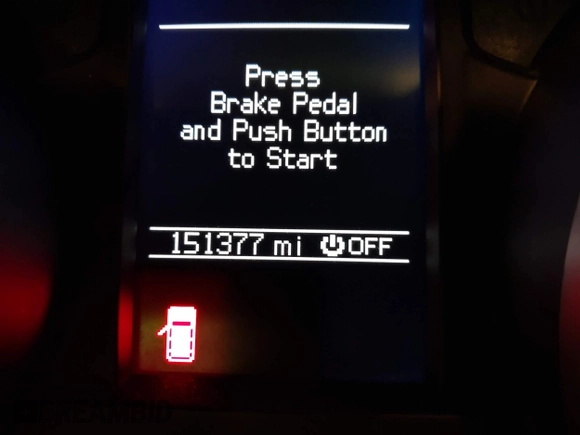 Press
Brake Pedal
and Push Button
to Start
151377 mi OFF